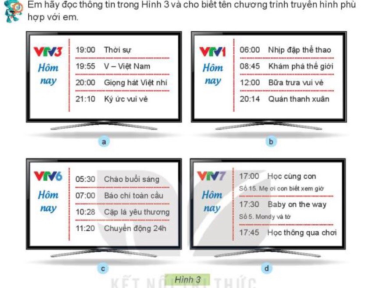 Em hãy đọc thông tin trong Hình 3 và cho biết tên chương trình truyền hình phù
hợp với em.
VTV3
Hôm
nay
19:00 Thời sự
19:55 V – Việt Nam
20:00 Giọng hát Việt nhí
21:10 Ký ức vui vẻ
a
VTV1
Hôm
nay
06:00 Nhịp đập thể thao
08:45 Khám phá thế giới
12:00 Bữa trưa vui vẻ
20:14 Quán thanh xuân
b
VTV6
Hôm
nay
05:30 Chào buổi sáng
07:00 Báo chí toàn cầu
10:28 Cặp lá yêu thương
11:20 Chuyển động 24h
c
VTV7
Hôm
nay
17:00 Học cùng con
Số 15. Mẹ ơi con biết xem giờ
17:30 Baby on the way
Số 5. Mondy và tớ
17:45 Học thông qua chơi
d
Hình 3
KẾT NỐI TRI THỨC